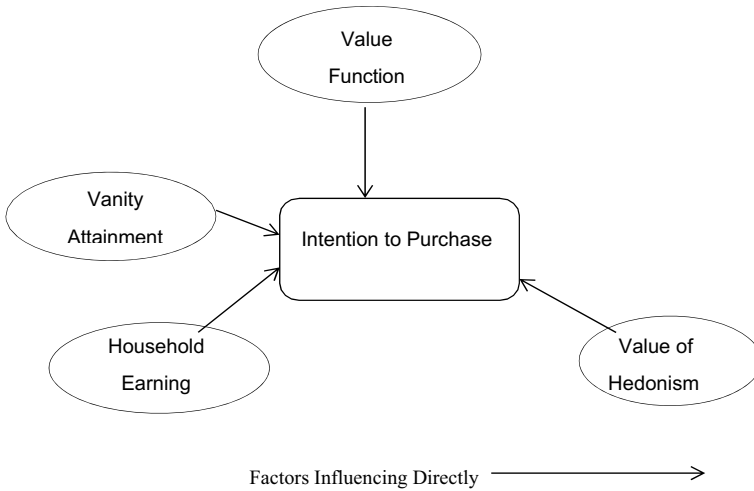 Value
Function
Vanity
Attainment
Intention to Purchase
Household
Earning
Value of
Hedonism
Factors Influencing Directly